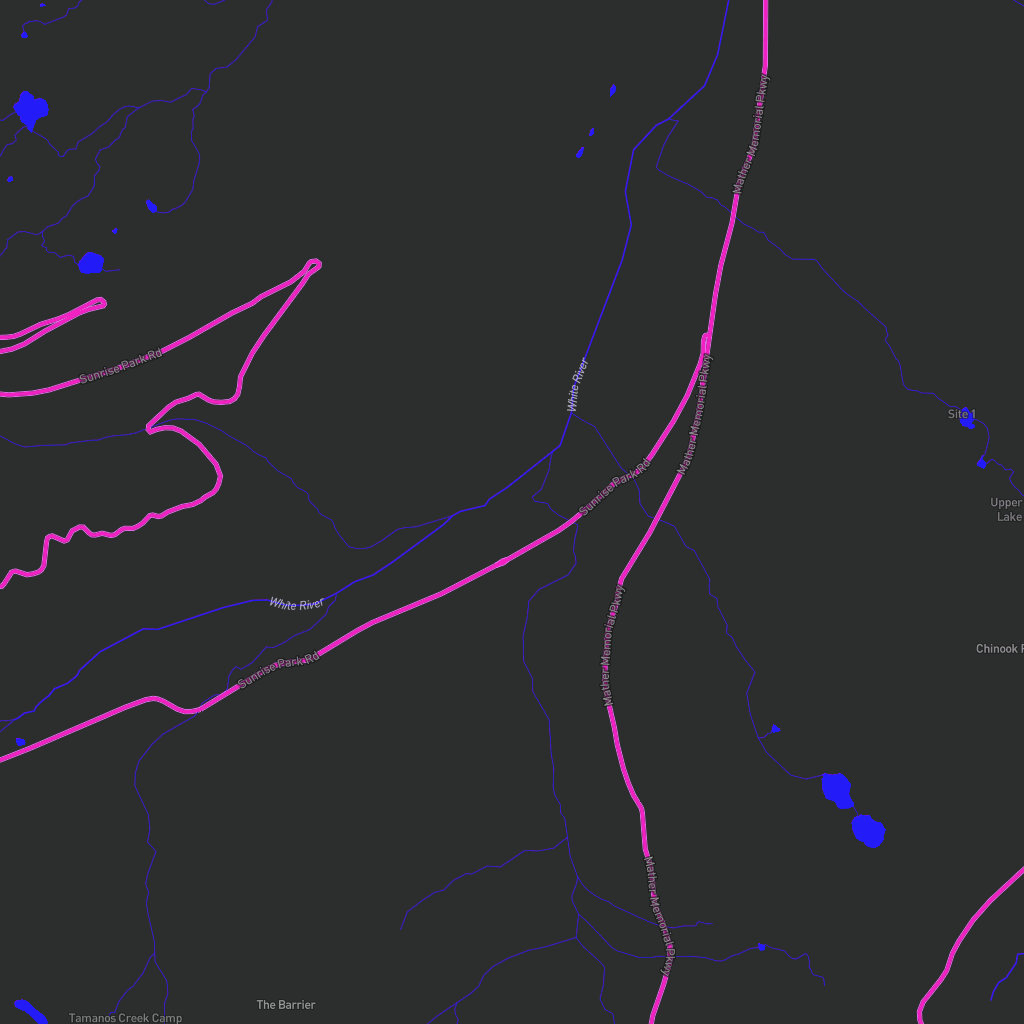 Mather Memorial Pkwy
Sunrise Park Rd
White River
Mather Memorial Pkwy
Site 1
Sunrise Park Rd
Upper
Lake
White River
Mather Memorial Pkwy
Sunrise Park Rd
Chinook
Mather Memorial Pkwy
The Barrier
Tamanos Creek Camp